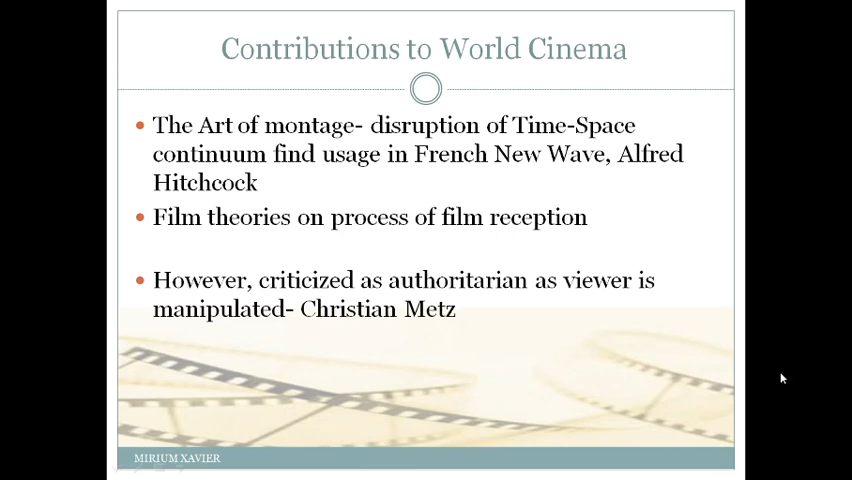 Contributions to World Cinema
• The Art of montage- disruption of Time-Space
continuum find usage in French New Wave, Alfred
Hitchcock
• Film theories on process of film reception
• However, criticized as authoritarian as viewer is
manipulated- Christian Metz
MIRIUM XAVIER